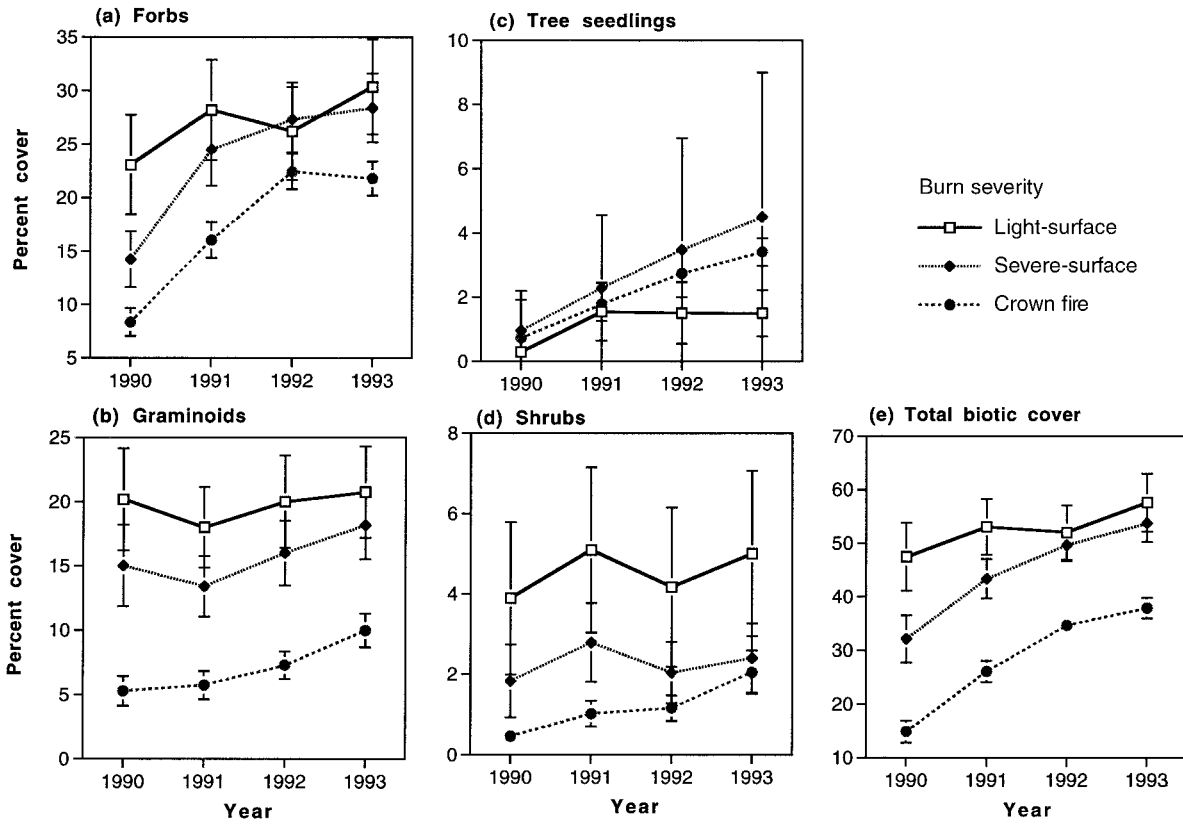 (a) Forbs
35
30
25
20
15
10
5
Percent cover
1990 1991 1992 1993
(c) Tree seedlings
10
8
6
4
2
0
1990 1991 1992 1993
Burn severity
Light-surface
Severe-surface
Crown fire
(b) Graminoids
25
20
15
10
5
0
Percent cover
1990 1991 1992 1993
Year
(d) Shrubs
8
6
4
2
0
1990 1991 1992 1993
Year
(e) Total biotic cover
70
60
50
40
30
20
10
1990 1991 1992 1993
Year